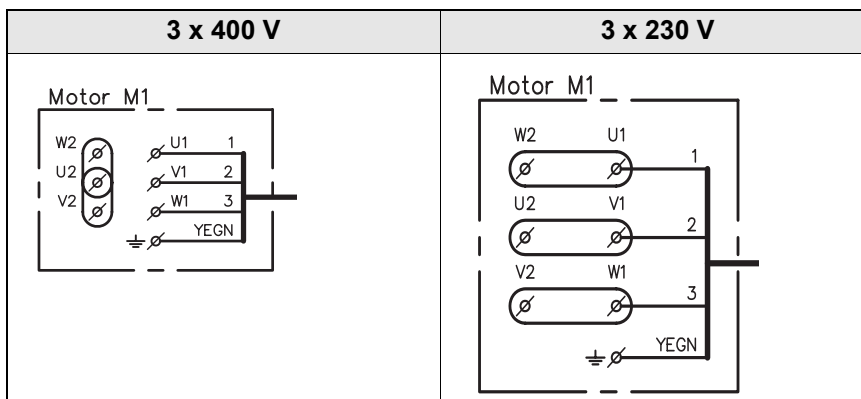 3 x 400 V
3 x 230 V
Motor M1
W2 U1 1
U2 V1 2
V2 W1 3
YEGN
Motor M1
W2 U1
1
U2 V1
2
V2 W1
3
YEGN